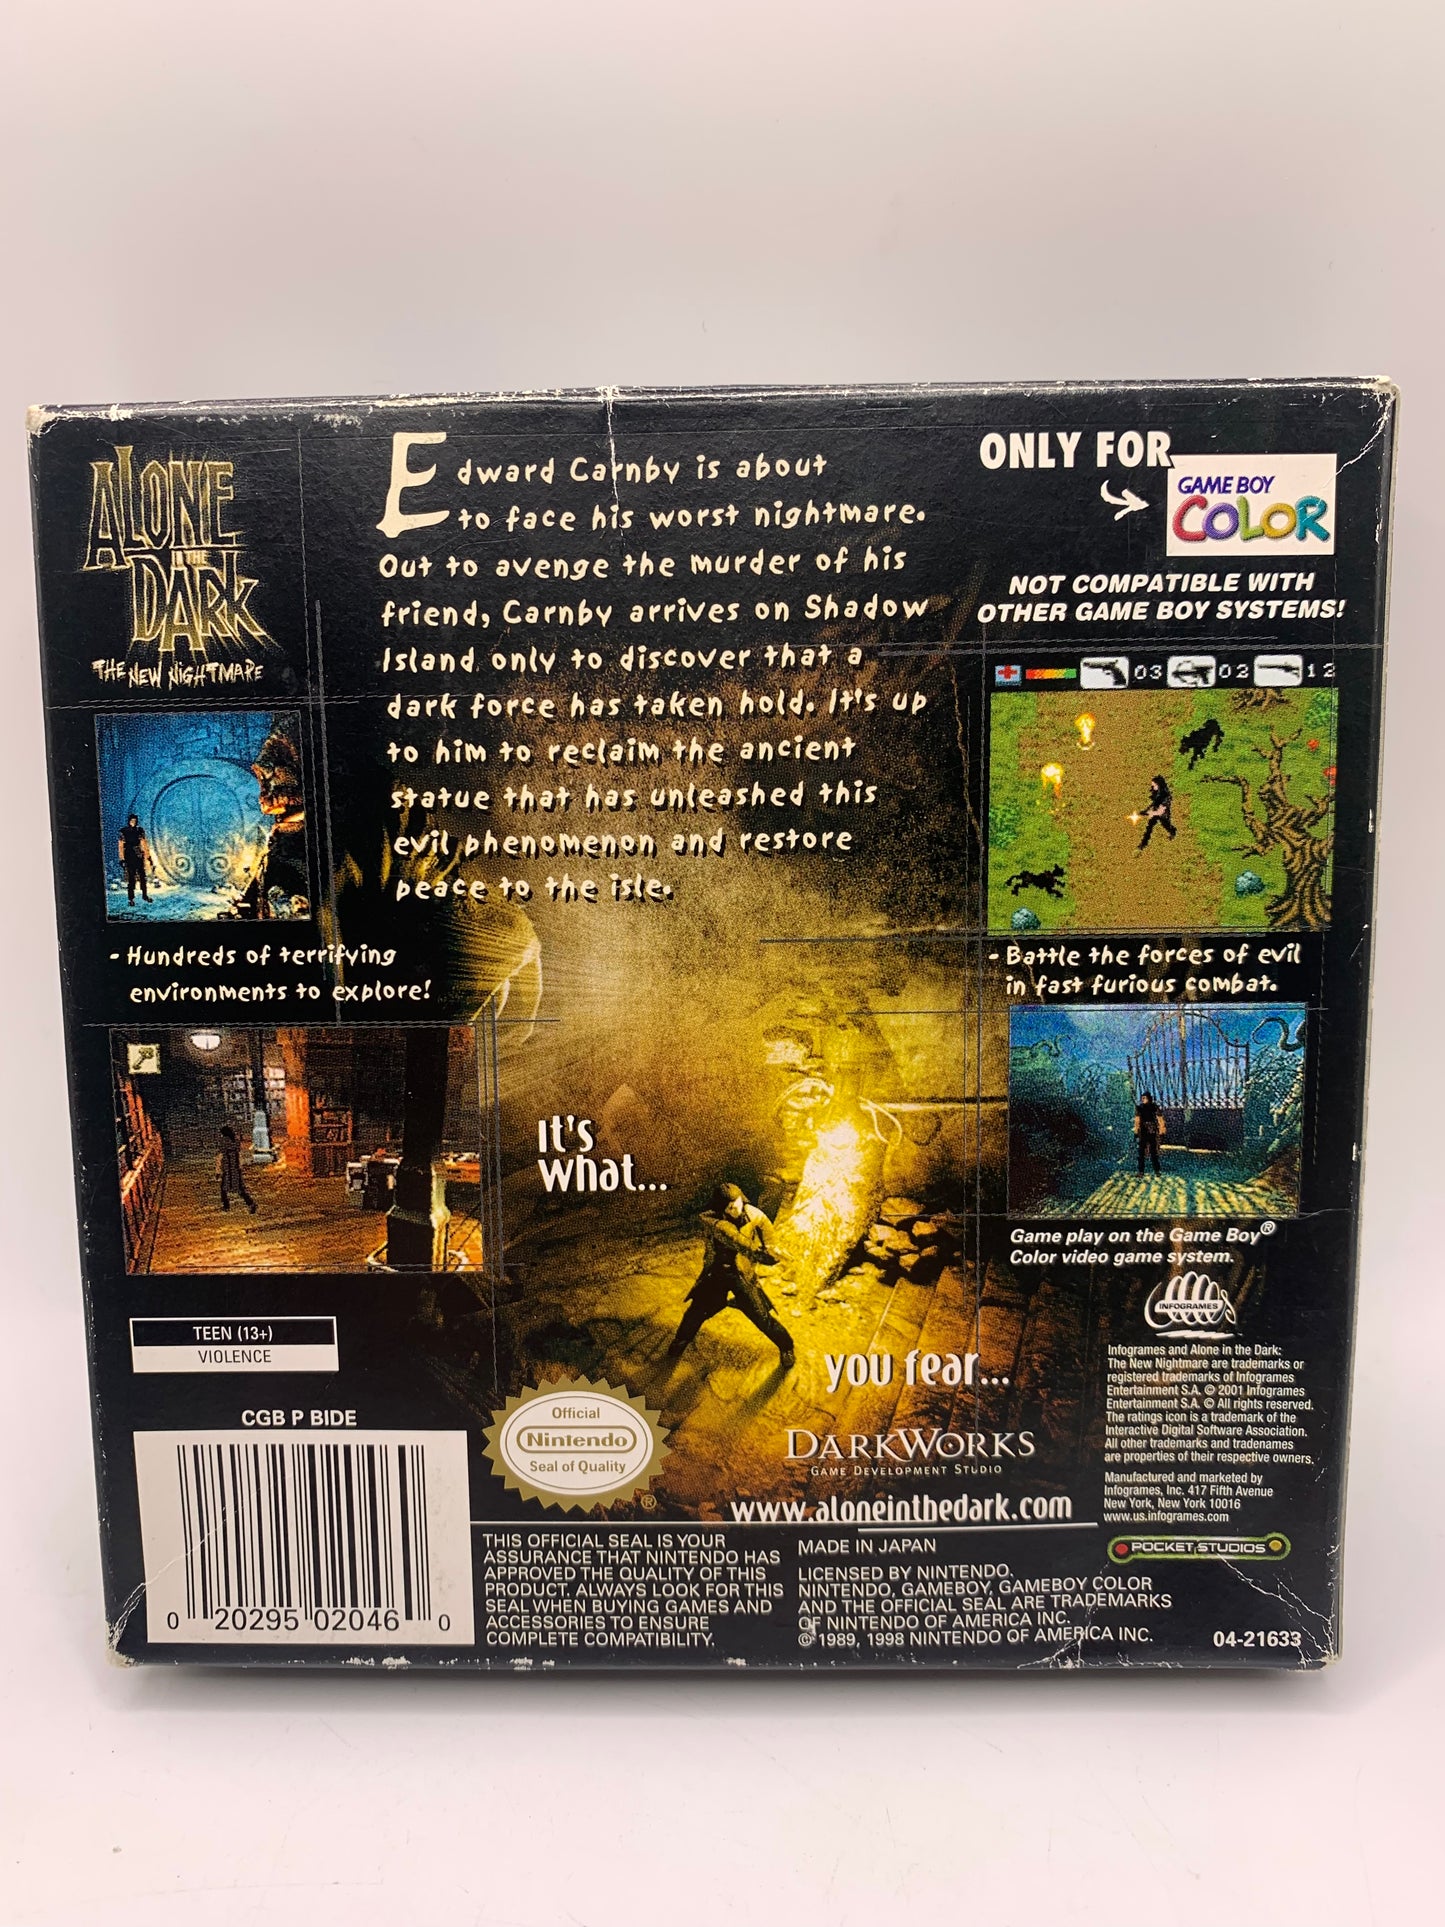 ALONE
IN THE
DARK
THE NEW NIGHTMARE
Edward Carnby is about
to face his worst nightmare.
Out to avenge the murder of his
friend, Carnby arrives on Shadow
Island only to discover that a
dark force has taken hold. It's up
to him to reclaim the ancient
statue that has unleashed this
evil phenomenon and restore
peace to the isle.
ONLY FOR
GAME BOY
COLOR
NOT COMPATIBLE WITH
OTHER GAME BOY SYSTEMS!
03 02 12
- Hundreds of terrifying
environments to explore!
- Battle the forces of evil
in fast furious combat.
It's
what...
you fear...
Game play on the Game Boy®
Color video game system.
INFOGRAMES
Infogrames and Alone in the Dark:
The New Nightmare are trademarks or
registered trademarks of Infogrames
Entertainment S.A. © 2001 Infogrames
Entertainment S.A. © All rights reserved.
The ratings icon is a trademark of the
Interactive Digital Software Association.
All other trademarks and tradenames
are properties of their respective owners.
Manufactured and marketed by
Infogrames, Inc. 417 Fifth Avenue
New York, New York 10016
www.us.infogrames.com
POCKET STUDIOS
TEEN (13+)
VIOLENCE
CGB P BIDE
0 20295 02046 0
Official
Nintendo
Seal of Quality
®
DARKWORKS
GAME DEVELOPMENT STUDIO
www.aloneinthedark.com
THIS OFFICIAL SEAL IS YOUR
ASSURANCE THAT NINTENDO HAS
APPROVED THE QUALITY OF THIS
PRODUCT. ALWAYS LOOK FOR THIS
SEAL WHEN BUYING GAMES AND
ACCESSORIES TO ENSURE
COMPLETE COMPATIBILITY.
MADE IN JAPAN
LICENSED BY NINTENDO.
NINTENDO, GAMEBOY, GAMEBOY COLOR
AND THE OFFICIAL SEAL ARE TRADEMARKS
OF NINTENDO OF AMERICA INC.
© 1989, 1998 NINTENDO OF AMERICA INC.
04-21633